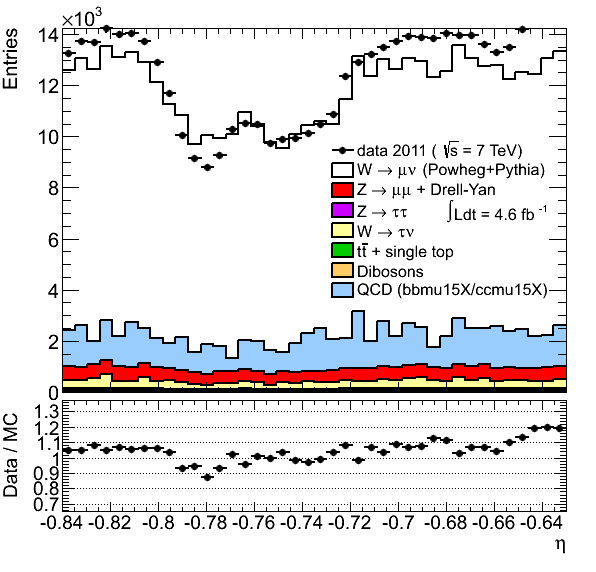 ×10³
Entries
14
12
10
8
6
4
2
0
data 2011 ( √s = 7 TeV)
W → μν (Powheg+Pythia)
Z → μμ + Drell-Yan
Z → ττ
∫Ldt = 4.6 fb⁻¹
W → τν
tt̄ + single top
Dibosons
QCD (bbmu15X/ccmu15X)
Data / MC
1.3
1.2
1.1
1
0.9
0.8
0.7
-0.84 -0.82 -0.8 -0.78 -0.76 -0.74 -0.72 -0.7 -0.68 -0.66 -0.64
η